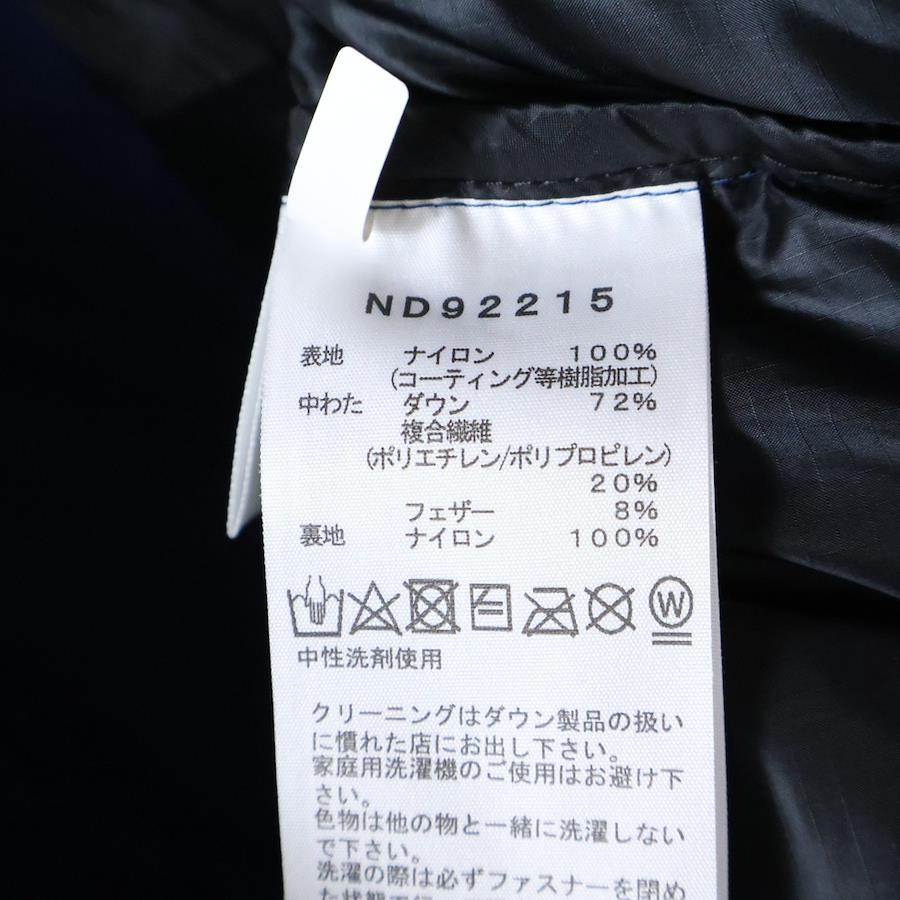 ND92215
表地 ナイロン 100%
(コーティング等樹脂加工)
中わた ダウン 72%
複合繊維
(ポリエチレン/ポリプロピレン)
20%
フェザー 8%
裏地 ナイロン 100%
W
中性洗剤使用
クリーニングはダウン製品の扱い
に慣れた店にお出し下さい。
家庭用洗濯機のご使用はお避け下
さい。
色物は他の物と一緒に洗濯しない
で下さい。
洗濯の際は必ずファスナーを閉め
た状態で行